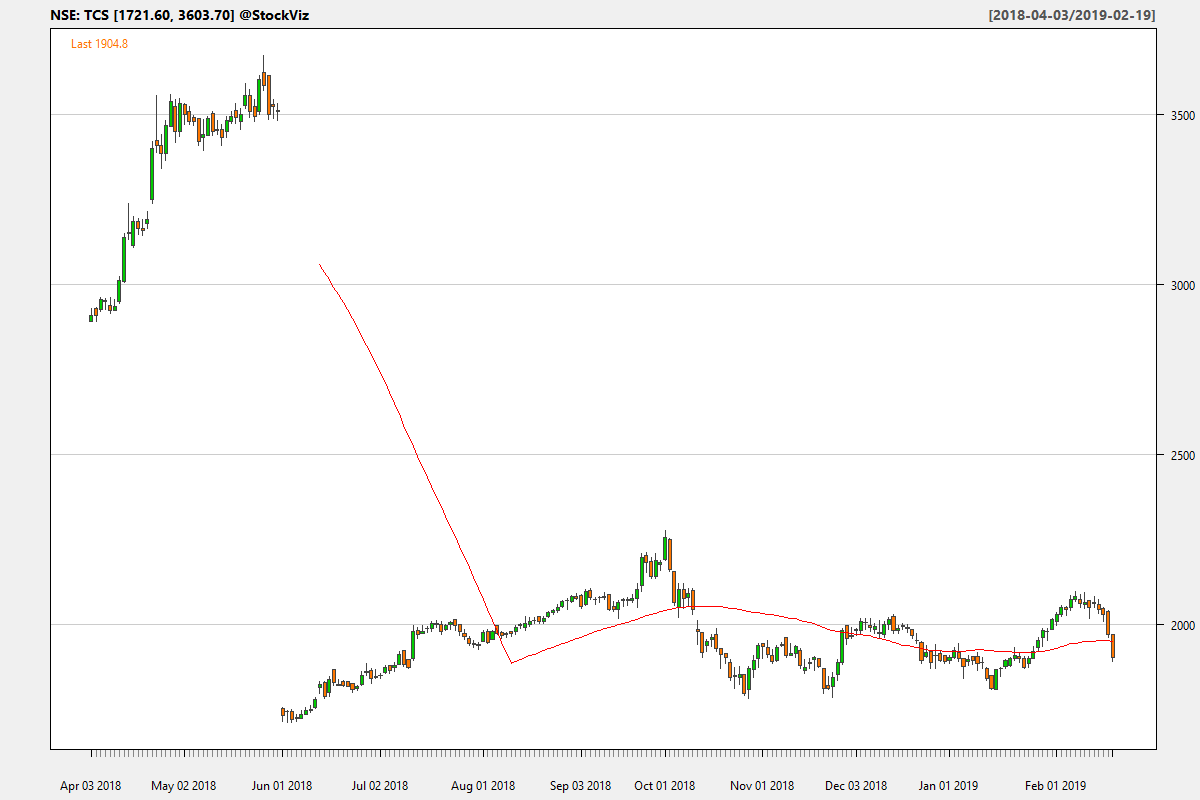 NSE: TCS [1721.60, 3603.70] @StockViz
[2018-04-03/2019-02-19]
Last 1904.8
3500
3000
2500
2000
Apr 03 2018
May 02 2018
Jun 01 2018
Jul 02 2018
Aug 01 2018
Sep 03 2018
Oct 01 2018
Nov 01 2018
Dec 03 2018
Jan 01 2019
Feb 01 2019